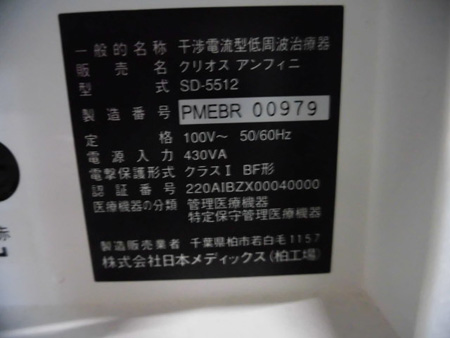 一般的名称 干渉電流型低周波治療器
販売名 クリオス アンフィニ
型式 SD-5512
製造番号 PMEBR 00979
定格 100V～ 50/60Hz
電源入力 430VA
電撃保護形式 クラスⅠ BF形
認証番号 220AIBZX00040000
医療機器の分類 管理医療機器
特定保守管理医療機器
製造販売業者 千葉県柏市若白毛1157
株式会社日本メディックス(柏工場)
赤